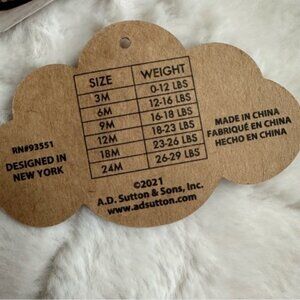 SIZE WEIGHT
3M 0-12 LBS
6M 12-16 LBS
9M 16-18 LBS
12M 18-23 LBS
18M 23-26 LBS
24M 26-29 LBS
RN#93551
DESIGNED IN
NEW YORK
MADE IN CHINA
FABRIQUÉ EN CHINA
HECHO EN CHINA
©2021
A.D. Sutton & Sons, Inc.
www.adsutton.com